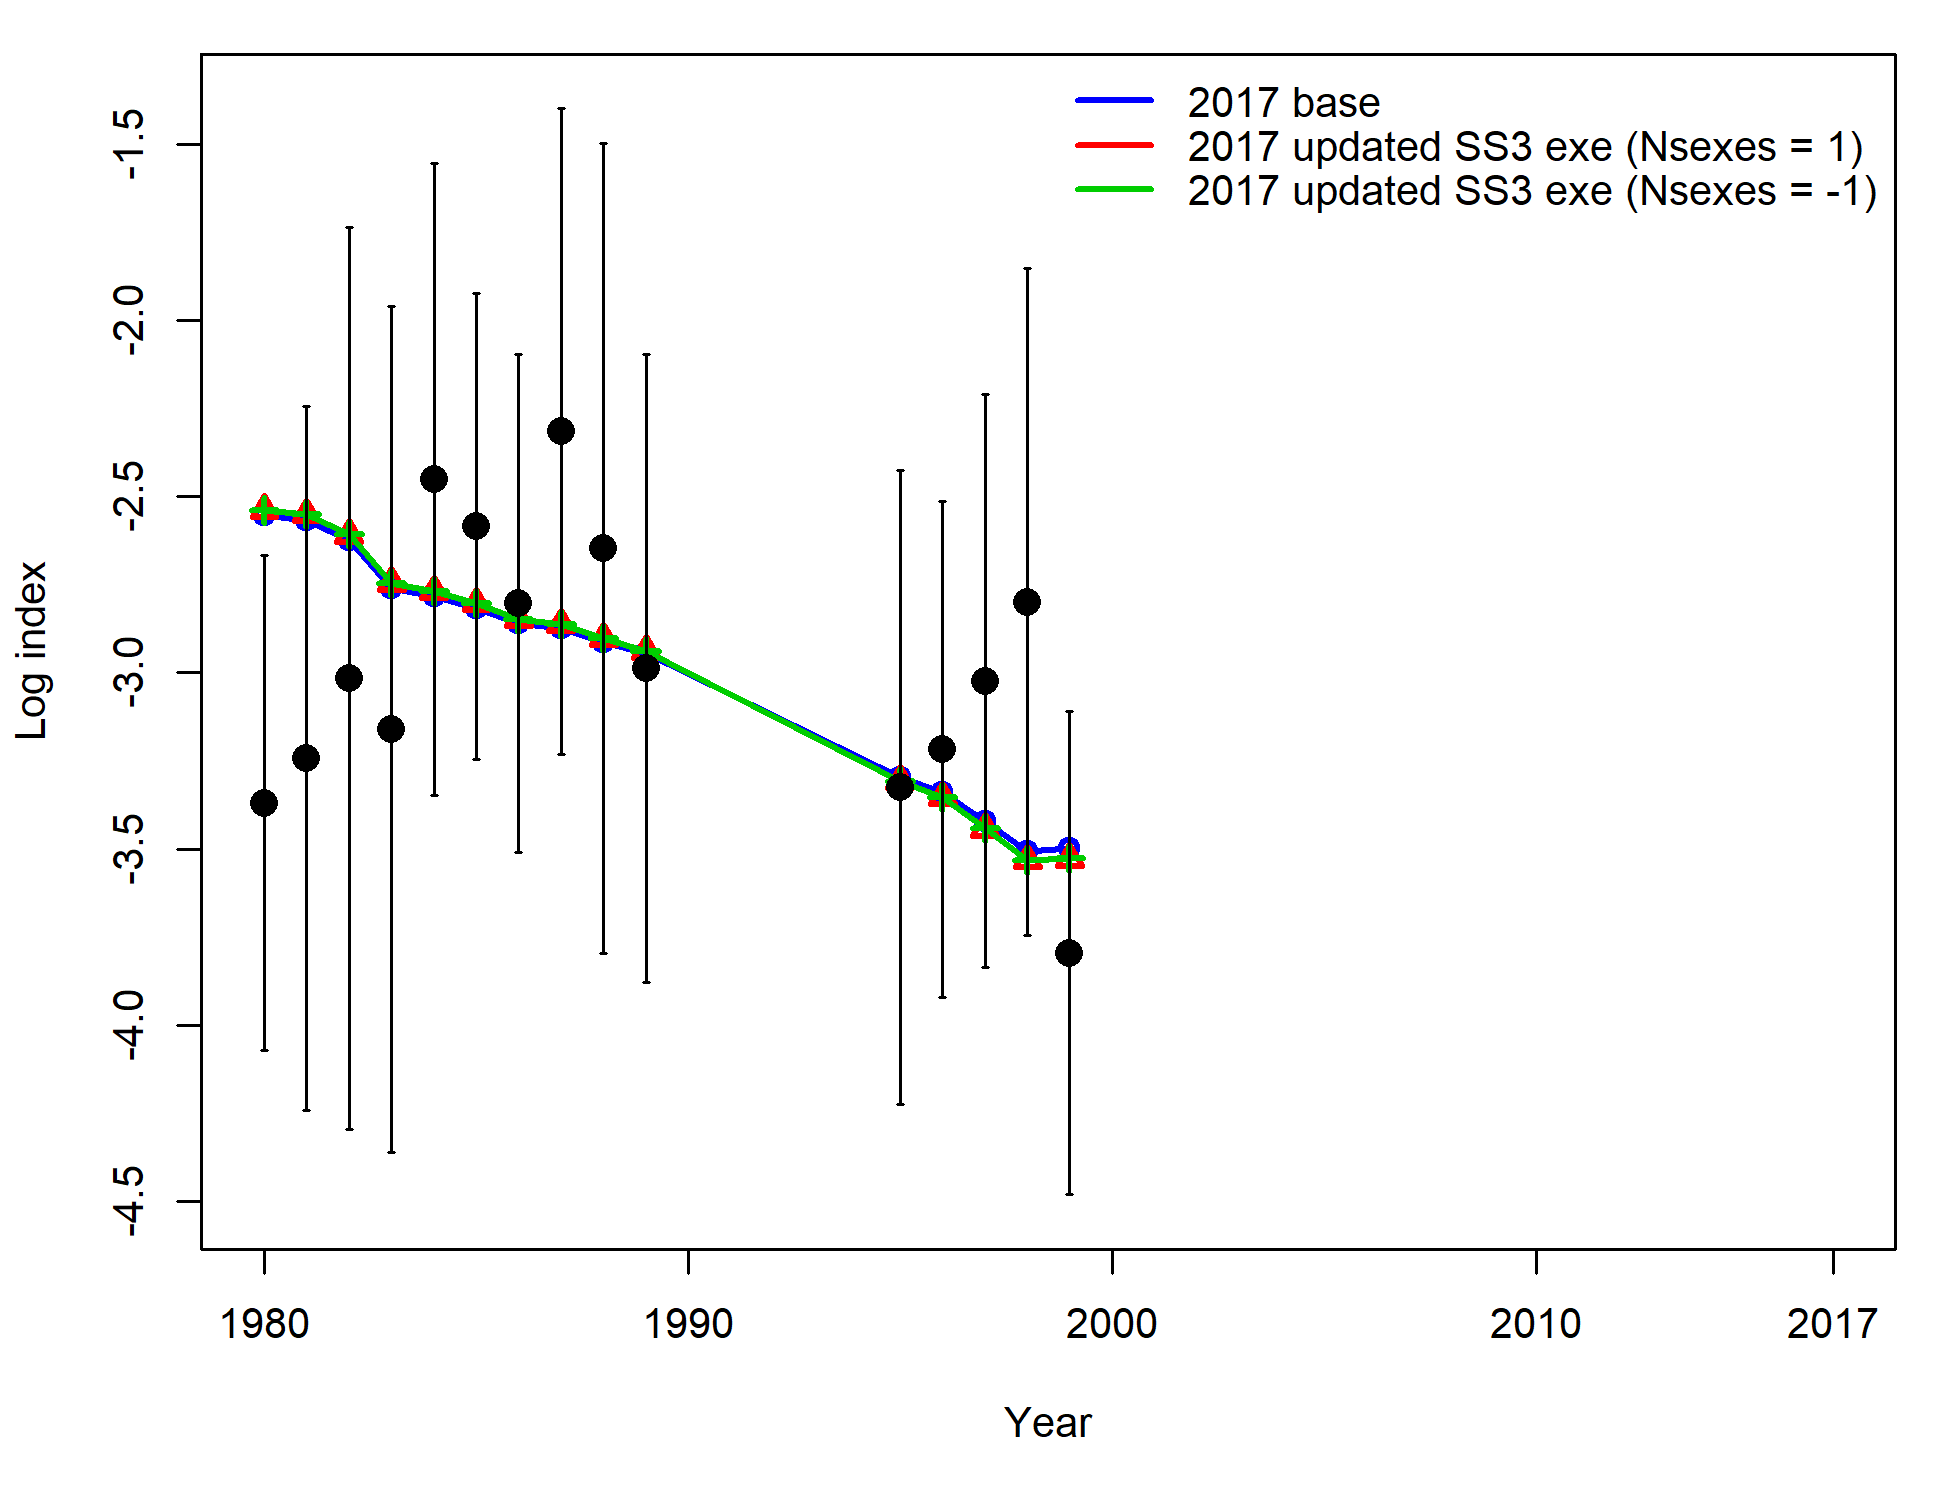 2017 base
2017 updated SS3 exe (Nsexes = 1)
2017 updated SS3 exe (Nsexes = -1)
-1.5
-2.0
-2.5
-3.0
-3.5
-4.0
-4.5
Log index
1980 1990 2000 2010 2017
Year